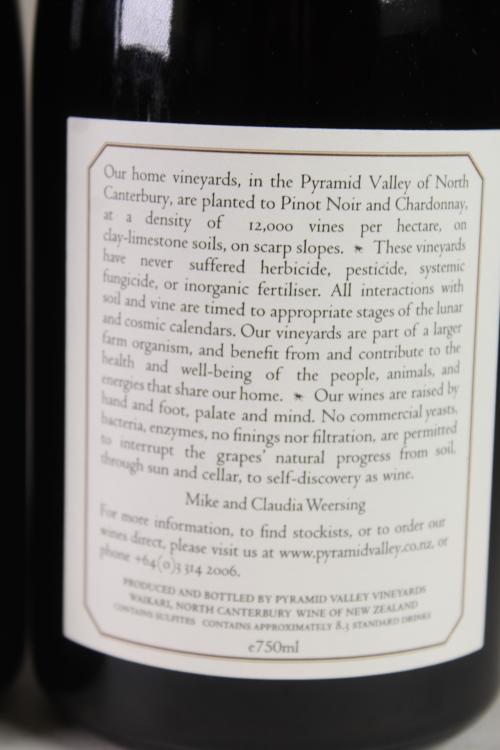 Our home vineyards, in the Pyramid Valley of North
Canterbury, are planted to Pinot Noir and Chardonnay,
at a density of 12,000 vines per hectare, on
clay-limestone soils, on scarp slopes. These vineyards
have never suffered herbicide, pesticide, systemic
fungicide, or inorganic fertiliser. All interactions with
soil and vine are timed to appropriate stages of the lunar
and cosmic calendars. Our vineyards are part of a larger
farm organism, and benefit from and contribute to the
health and well-being of the people, animals, and
energies that share our home. Our wines are raised by
hand and foot, palate and mind. No commercial yeasts,
bacteria, enzymes, no finings nor filtration, are permitted
to interrupt the grapes' natural progress from soil,
through sun and cellar, to self-discovery as wine.
Mike and Claudia Weersing
For more information, to find stockists, or to order our
wines direct, please visit us at www.pyramidvalley.co.nz, or
phone +64(0)3 314 2006.
PRODUCED AND BOTTLED BY PYRAMID VALLEY VINEYARDS
WAIKARI, NORTH CANTERBURY WINE OF NEW ZEALAND
CONTAINS SULFITES CONTAINS APPROXIMATELY 8.3 STANDARD DRINKS
e750ml